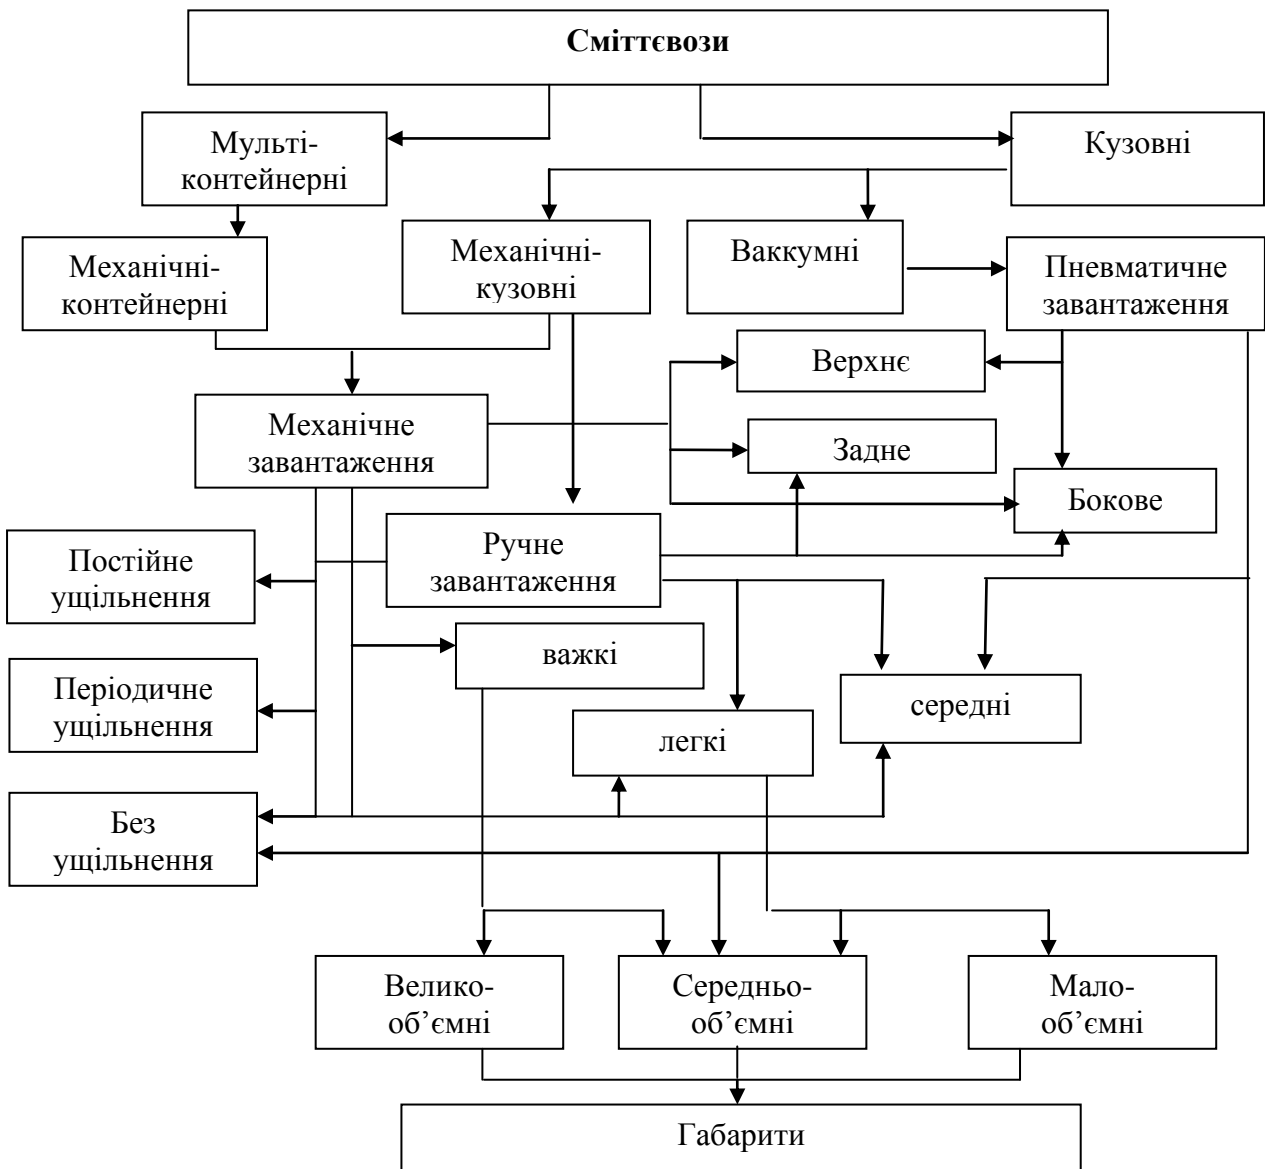 Сміттєвози
Мульті-
контейнерні
Кузовні
Механічні-
контейнерні
Механічні-
кузовні
Ваккумні
Пневматичне
завантаження
Верхнє
Механічне
завантаження
Задне
Бокове
Ручне
завантаження
Постійне
ущільнення
важкі
Періодичне
ущільнення
середні
легкі
Без
ущільнення
Велико-
об’ємні
Середньо-
об’ємні
Мало-
об’ємні
Габарити